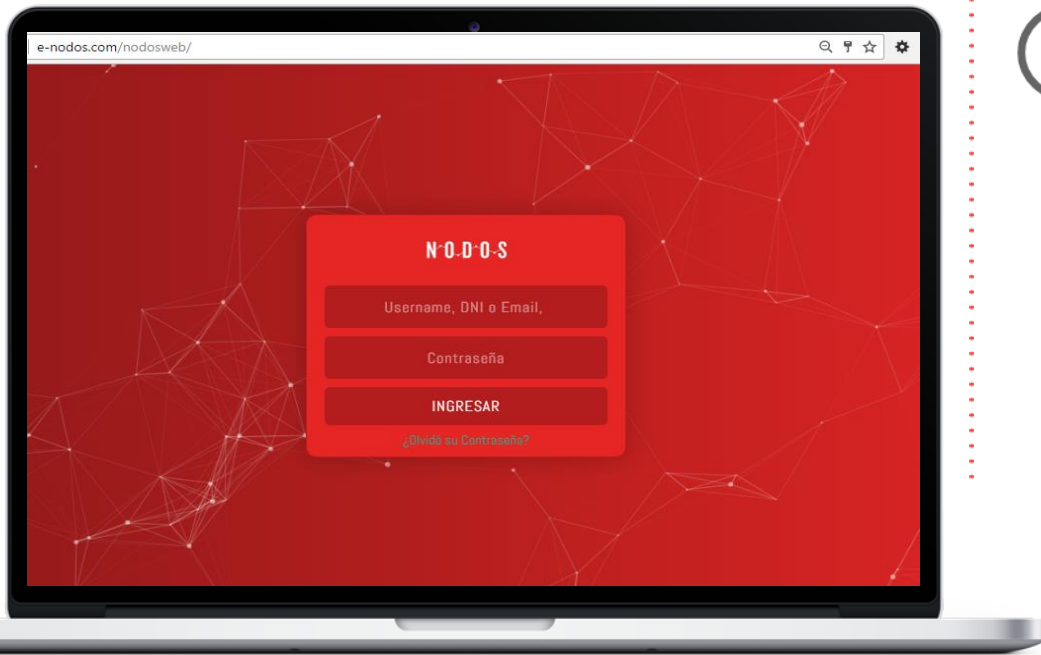 e-nodos.com/nodosweb/
N·O·D·O·S
Username, DNI o Email,
Contraseña
INGRESAR
¿Olvidó su Contraseña?